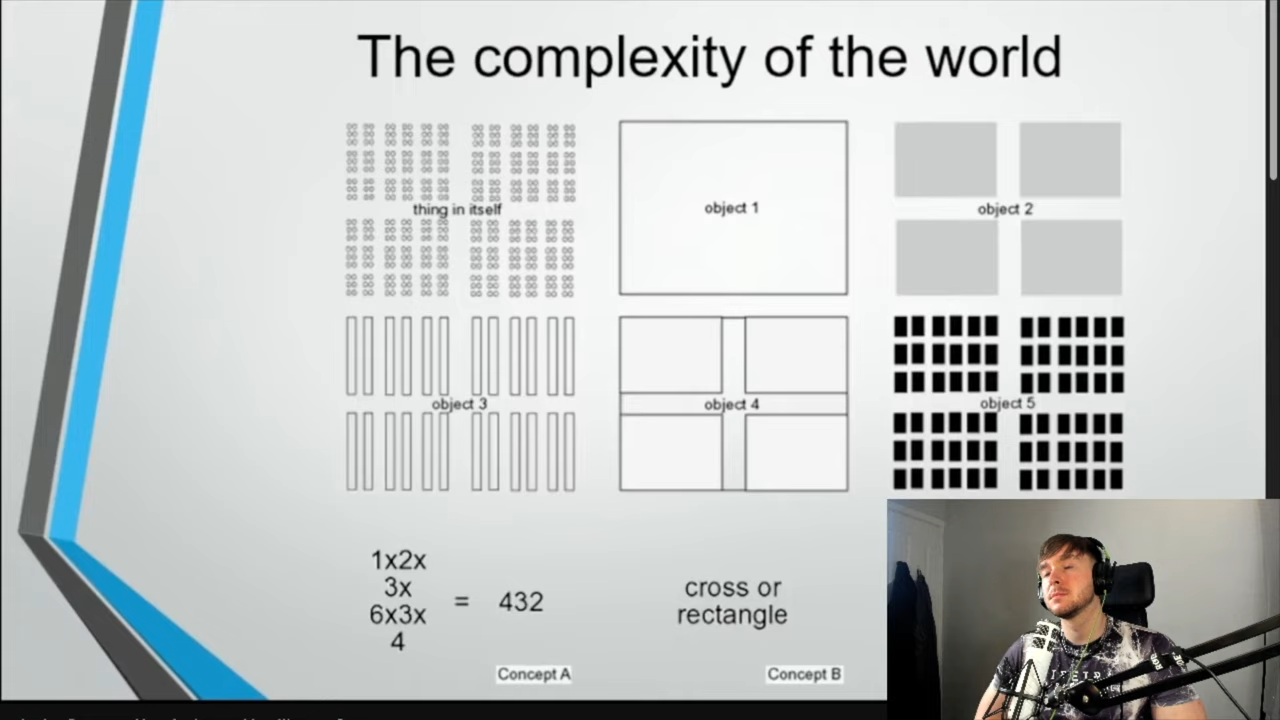 The complexity of the world
thing in itself
object 1
object 2
object 3
object 4
object 5
1x2x
3x
6x3x
4
= 432
cross or
rectangle
Concept A
Concept B